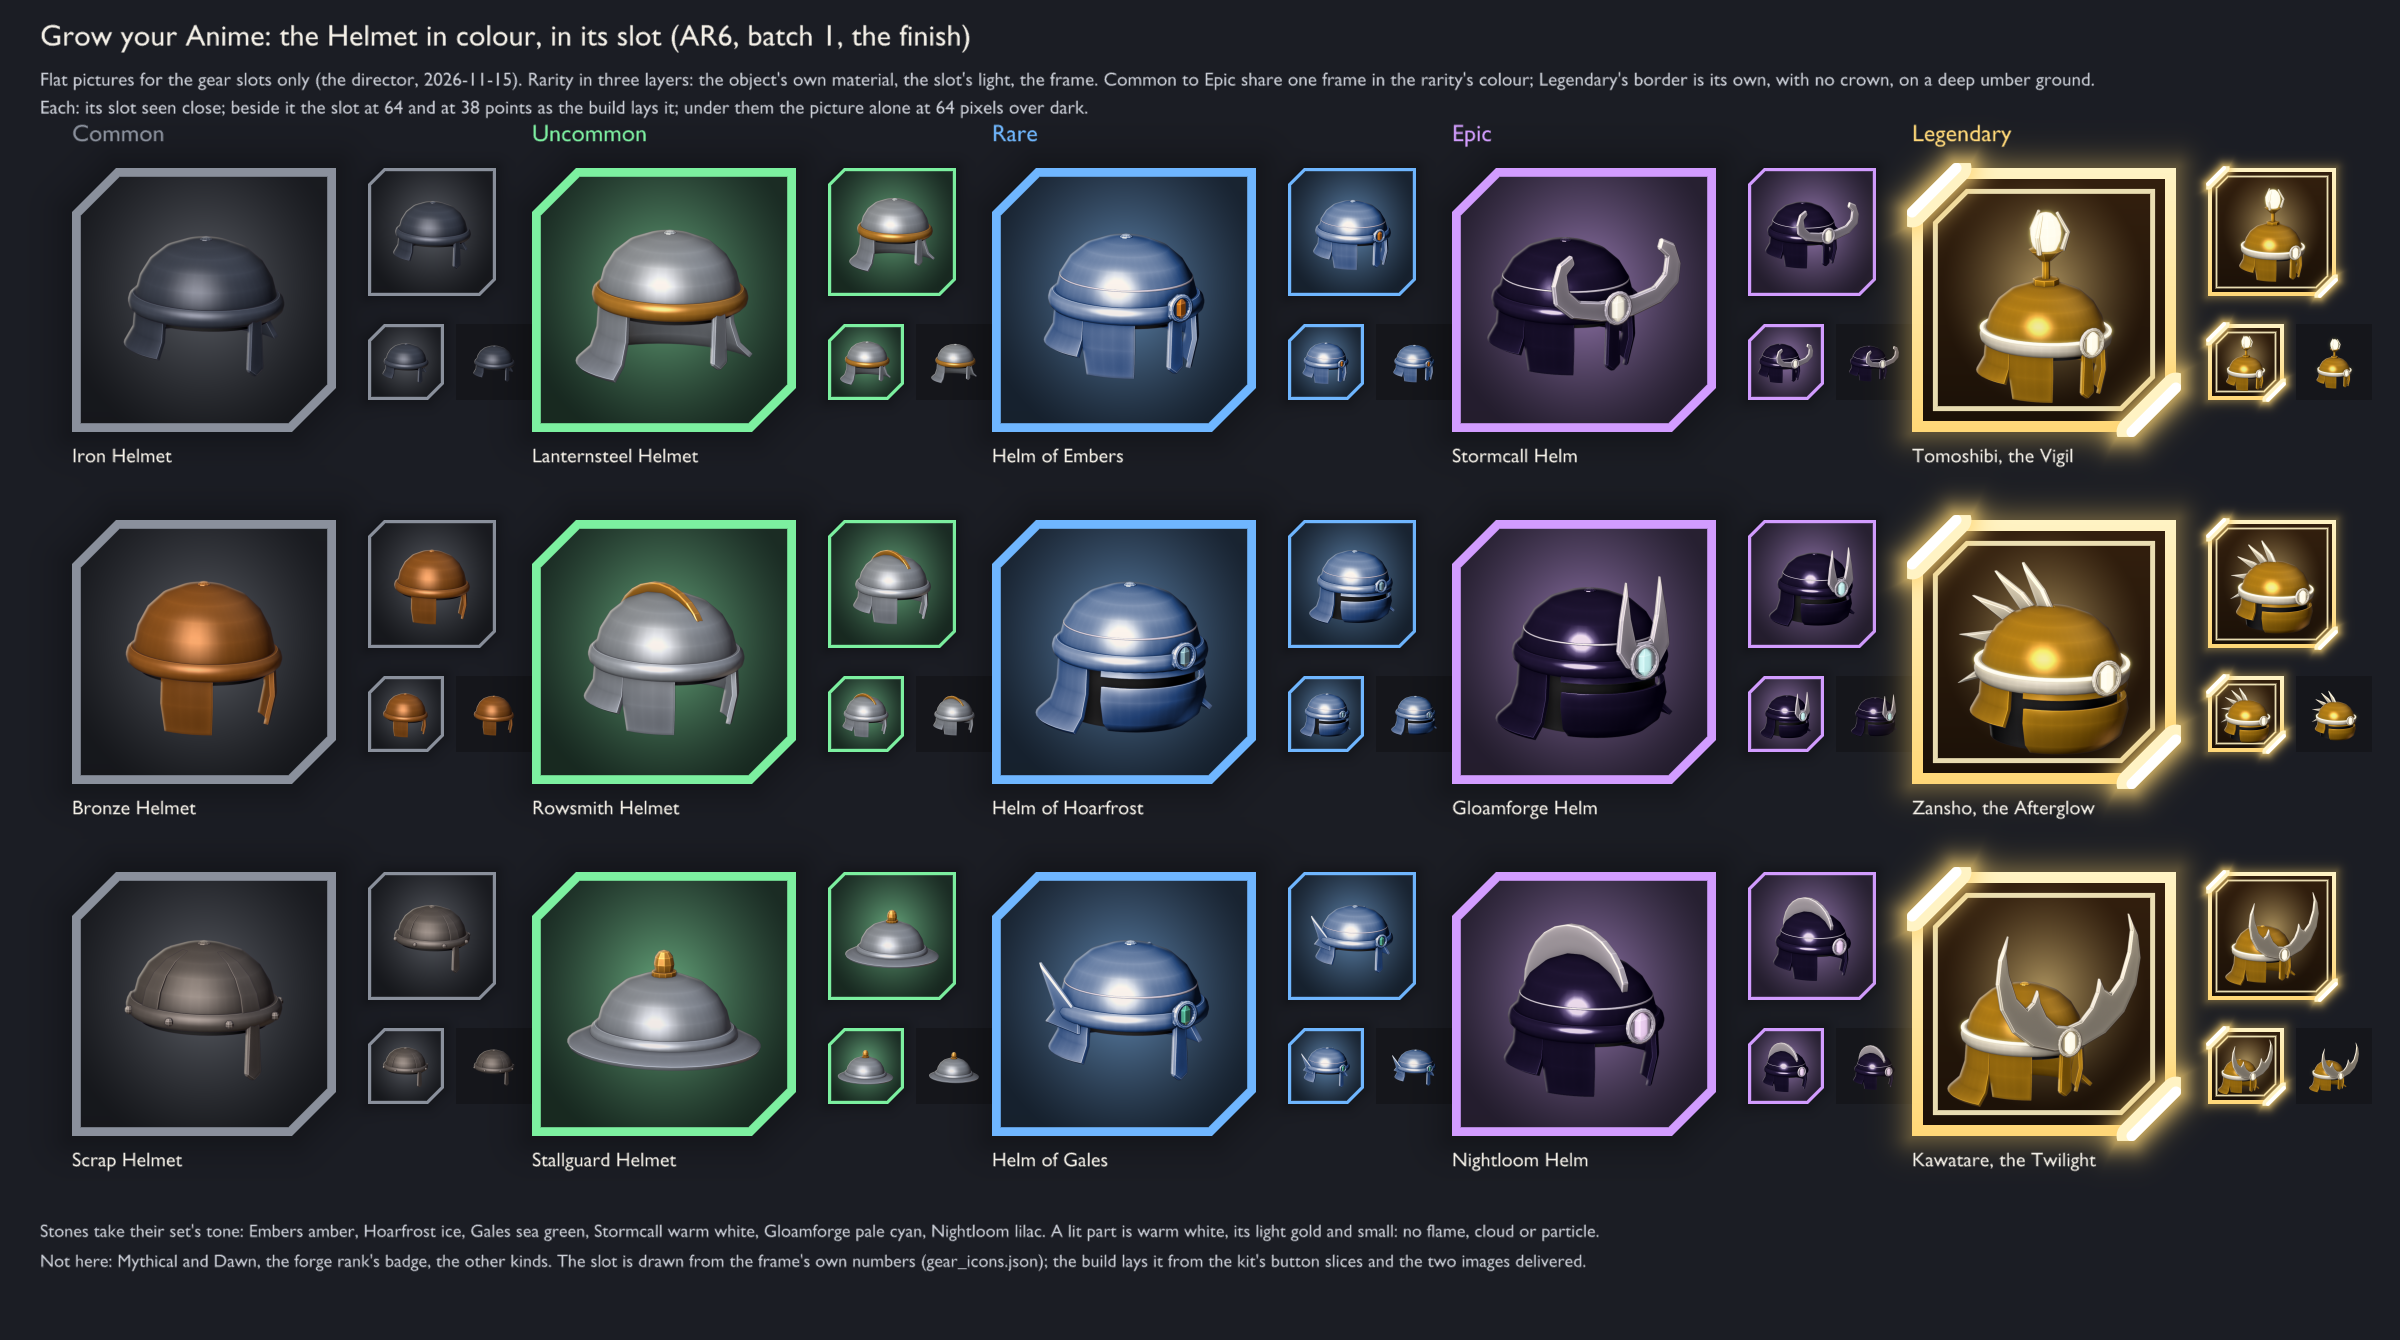 Grow your Anime: the Helmet in colour, in its slot (AR6, batch 1, the finish)
Flat pictures for the gear slots only (the director, 2026-11-15). Rarity in three layers: the object's own material, the slot's light, the frame. Common to Epic share one frame in the rarity's colour; Legendary's border is its own, with no crown, on a deep umber ground.
Each: its slot seen close; beside it the slot at 64 and at 38 points as the build lays it; under them the picture alone at 64 pixels over dark.
Common
Uncommon
Rare
Epic
Legendary
Iron Helmet
Lanternsteel Helmet
Helm of Embers
Stormcall Helm
Tomoshibi, the Vigil
Bronze Helmet
Rowsmith Helmet
Helm of Hoarfrost
Gloamforge Helm
Zansho, the Afterglow
Scrap Helmet
Stallguard Helmet
Helm of Gales
Nightloom Helm
Kawatare, the Twilight
Stones take their set's tone: Embers amber, Hoarfrost ice, Gales sea green, Stormcall warm white, Gloamforge pale cyan, Nightloom lilac. A lit part is warm white, its light gold and small: no flame, cloud or particle.
Not here: Mythical and Dawn, the forge rank's badge, the other kinds. The slot is drawn from the frame's own numbers (gear_icons.json); the build lays it from the kit's button slices and the two images delivered.